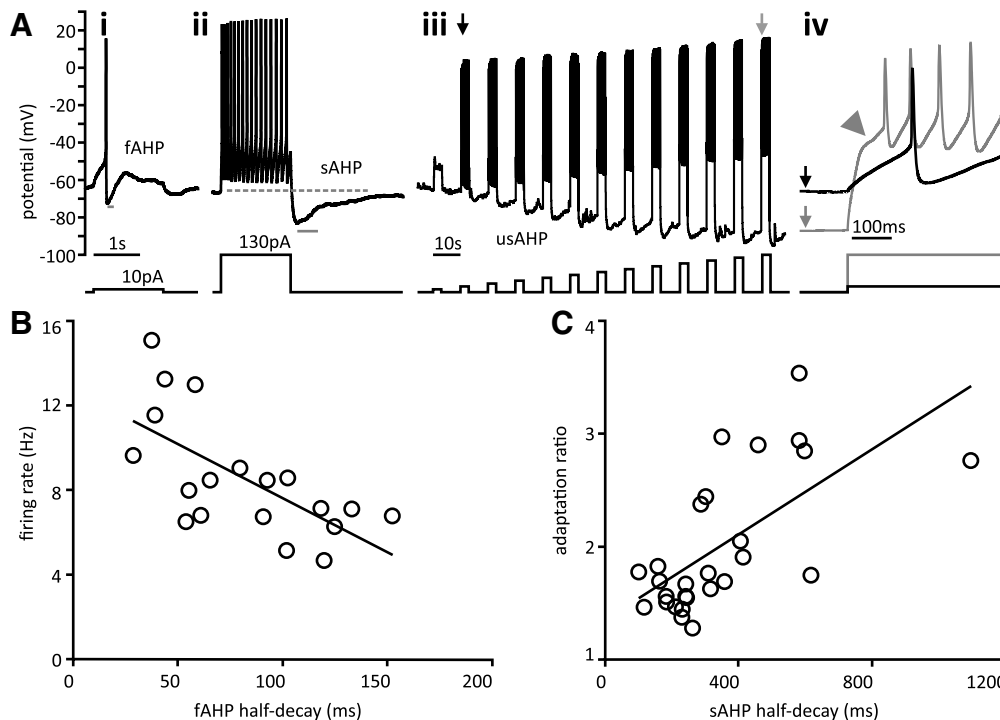 A
i
ii
iii
iv
20
0
-20
-40
-60
-80
-100
potential (mV)
fAHP
sAHP
usAHP
1s
10pA
130pA
10s
100ms
B
16
12
8
4
0
firing rate (Hz)
0
50
100
150
200
fAHP half-decay (ms)
C
4
3
2
1
adaptation ratio
0
400
800
1200
sAHP half-decay (ms)